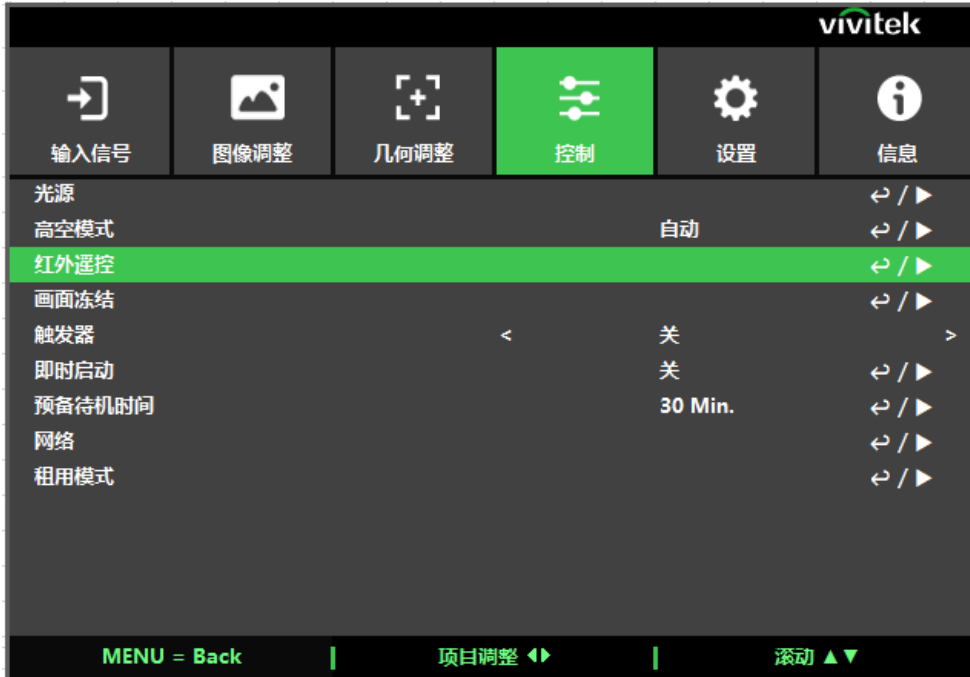 vivitek
输入信号 图像调整 几何调整 控制 设置 信息
光源 ↩ / ▶
高空模式 自动 ↩ / ▶
红外遥控 ↩ / ▶
画面冻结 ↩ / ▶
触发器 < 关 >
即时启动 关 ↩ / ▶
预备待机时间 30 Min. ↩ / ▶
网络 ↩ / ▶
租用模式 ↩ / ▶
MENU = Back 项目调整 ◀▶ 滚动 ▲▼